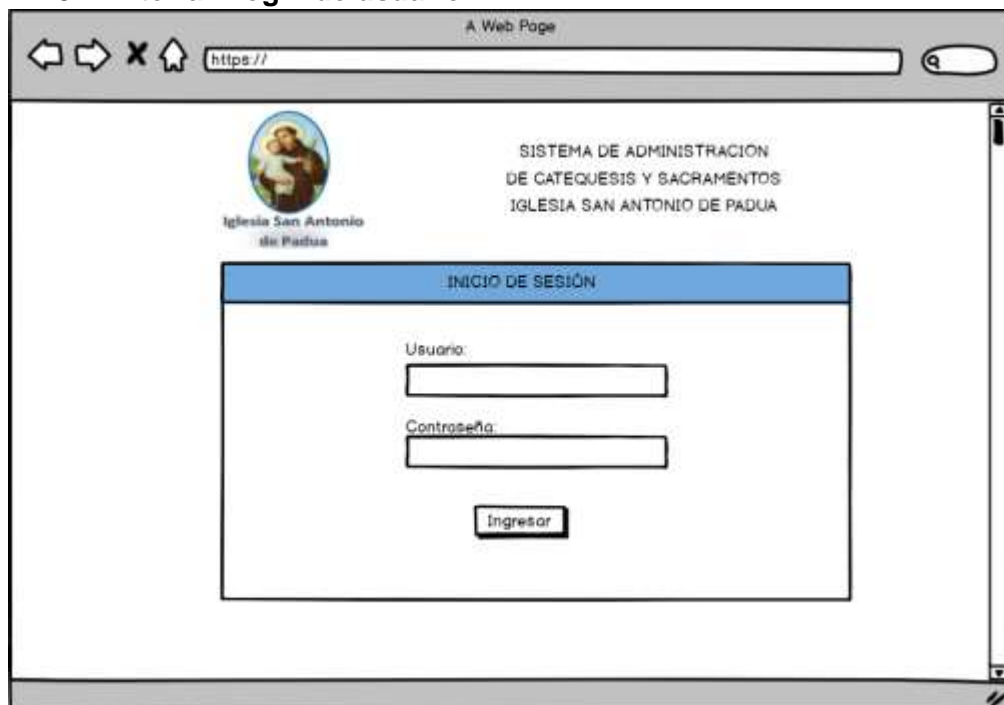 A Web Page
https://
SISTEMA DE ADMINISTRACION
DE CATEQUESIS Y SACRAMENTOS
IGLESIA SAN ANTONIO DE PADUA
Iglesia San Antonio
de Padua
INICIO DE SESIÓN
Usuario:
Contraseña:
Ingresar